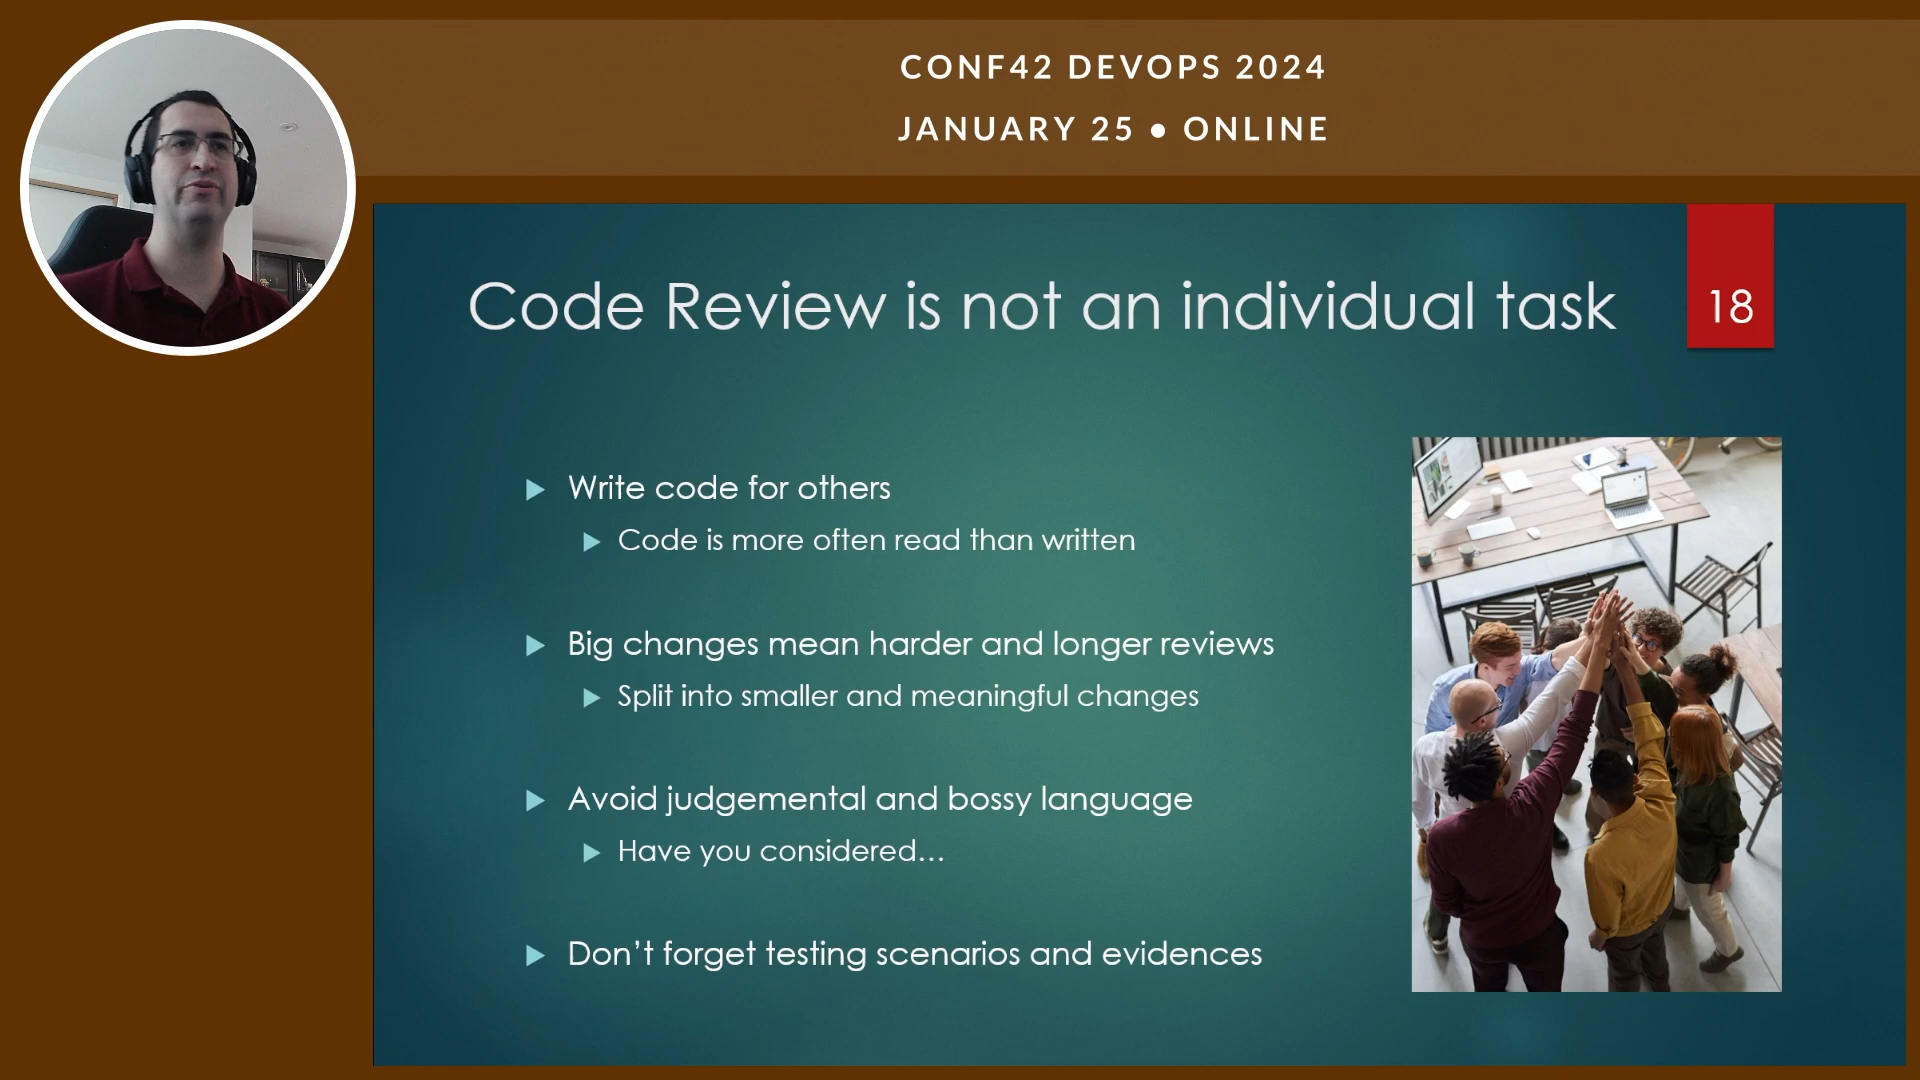 CONF42 DEVOPS 2024
JANUARY 25 • ONLINE
Code Review is not an individual task
18
Write code for others
Code is more often read than written
Big changes mean harder and longer reviews
Split into smaller and meaningful changes
Avoid judgemental and bossy language
Have you considered…
Don’t forget testing scenarios and evidences